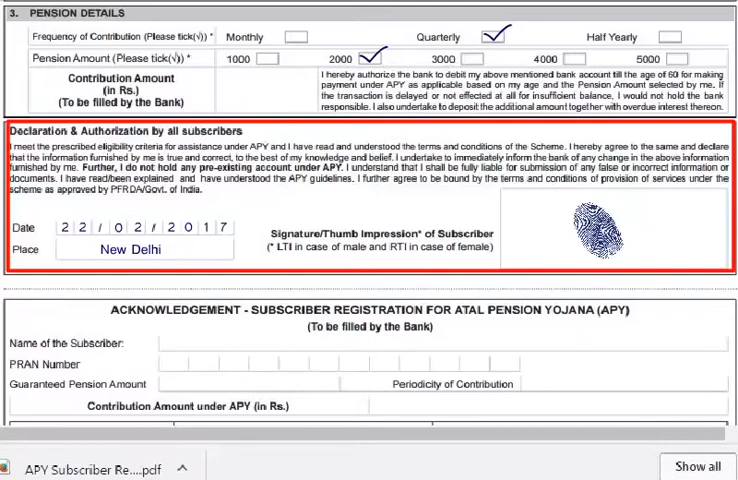 3. PENSION DETAILS
Frequency of Contribution (Please tick(√)) * Monthly Quarterly Half Yearly
Pension Amount (Please tick(√) * 1000 2000 3000 4000 5000
Contribution Amount
(in Rs.)
(To be filled by the Bank)
I hereby authorize the bank to debit my above mentioned bank account till the age of 60 for making
payment under APY as applicable based on my age and the Pension Amount selected by me. If
the transaction is delayed or not effected at all for insufficient balance, I would not hold the bank
responsible. I also undertake to deposit the additional amount together with overdue interest thereon.
Declaration & Authorization by all subscribers
I meet the prescribed eligibility criteria for assistance under APY and I have read and understood the terms and conditions of the Scheme. I hereby agree to the same and declare
that the information furnished by me is true and correct, to the best of my knowledge and belief. I undertake to immediately inform the bank of any change in the above information
furnished by me. Further, I do not hold any pre-existing account under APY. I understand that I shall be fully liable for submission of any false or incorrect information or
documents. I have read/been explained and have understood the APY guidelines. I further agree to be bound by the terms and conditions of provision of services under the
scheme as approved by PFRDA/Govt. of India.
Date 22/02/2017
Place New Delhi
Signature/Thumb Impression* of Subscriber
(* LTI in case of male and RTI in case of female)
ACKNOWLEDGEMENT - SUBSCRIBER REGISTRATION FOR ATAL PENSION YOJANA (APY)
(To be filled by the Bank)
Name of the Subscriber:
PRAN Number
Guaranteed Pension Amount Periodicity of Contribution
Contribution Amount under APY (in Rs.)
APY Subscriber Re....pdf Show all